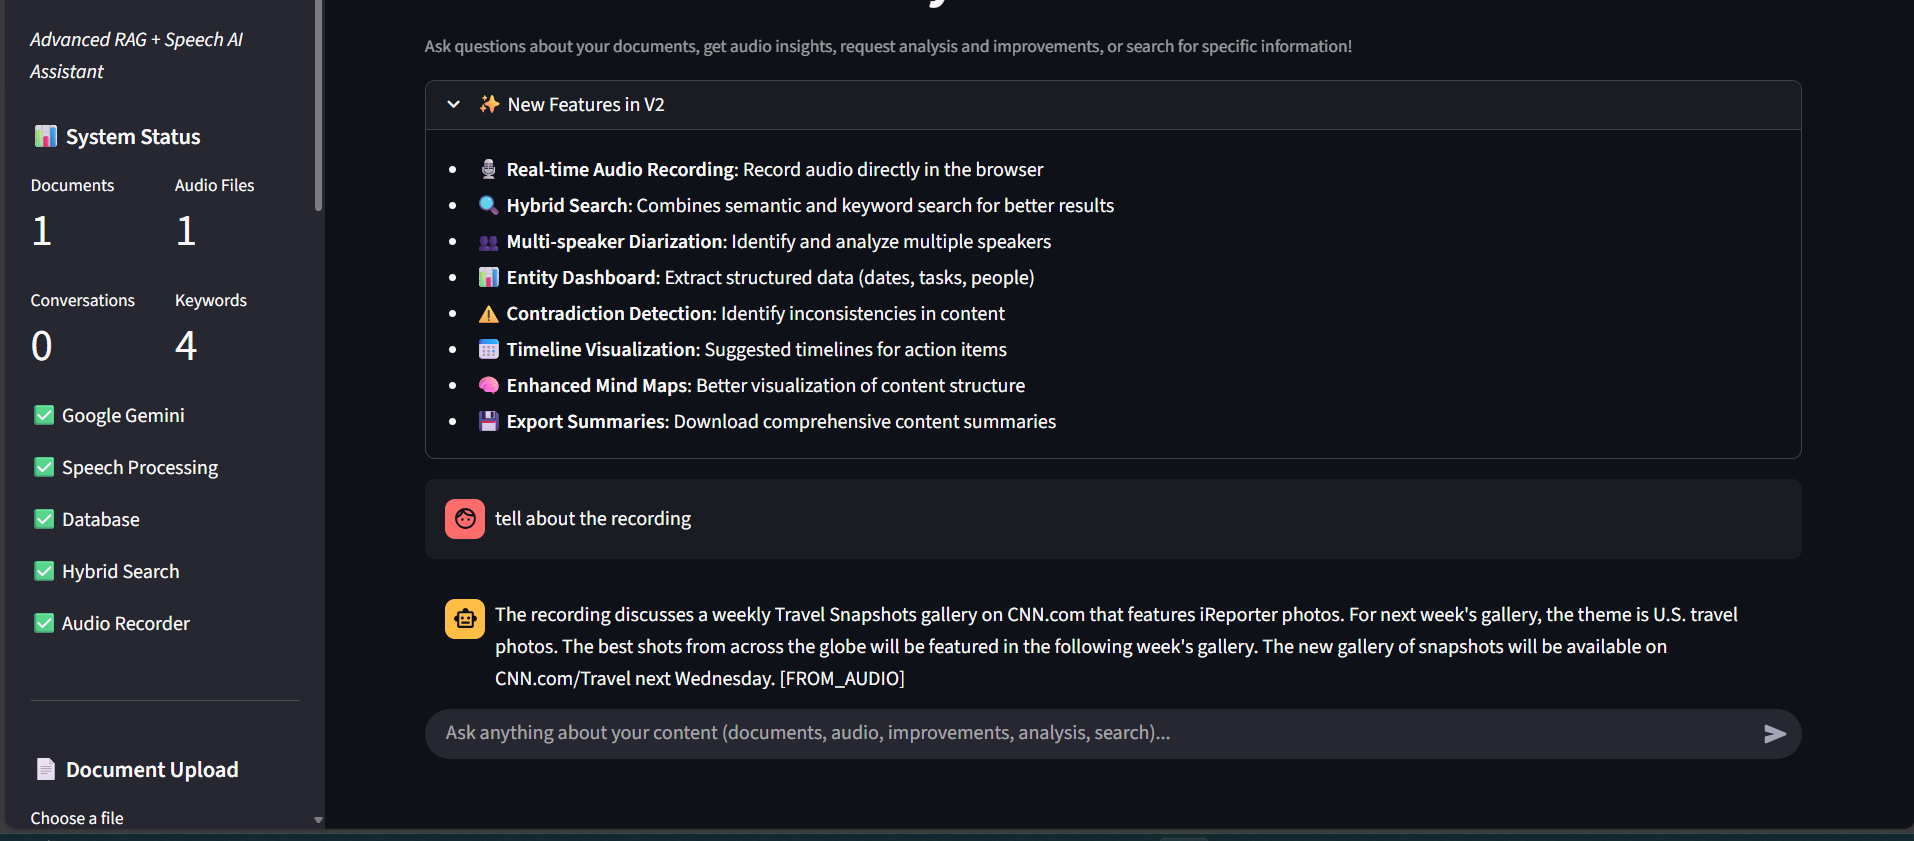 Advanced RAG + Speech AI
Assistant
📊 System Status
Documents
Audio Files
1
1
Conversations
Keywords
0
4
✅ Google Gemini
✅ Speech Processing
✅ Database
✅ Hybrid Search
✅ Audio Recorder
📄 Document Upload
Choose a file
Ask questions about your documents, get audio insights, request analysis and improvements, or search for specific information!
✨ New Features in V2
• 🎙️ Real-time Audio Recording: Record audio directly in the browser
• 🔍 Hybrid Search: Combines semantic and keyword search for better results
• 👥 Multi-speaker Diarization: Identify and analyze multiple speakers
• 📊 Entity Dashboard: Extract structured data (dates, tasks, people)
• ⚠️ Contradiction Detection: Identify inconsistencies in content
• 📅 Timeline Visualization: Suggested timelines for action items
• 🧠 Enhanced Mind Maps: Better visualization of content structure
• 💾 Export Summaries: Download comprehensive content summaries
tell about the recording
The recording discusses a weekly Travel Snapshots gallery on CNN.com that features iReporter photos. For next week's gallery, the theme is U.S. travel
photos. The best shots from across the globe will be featured in the following week's gallery. The new gallery of snapshots will be available on
CNN.com/Travel next Wednesday. [FROM_AUDIO]
Ask anything about your content (documents, audio, improvements, analysis, search)...